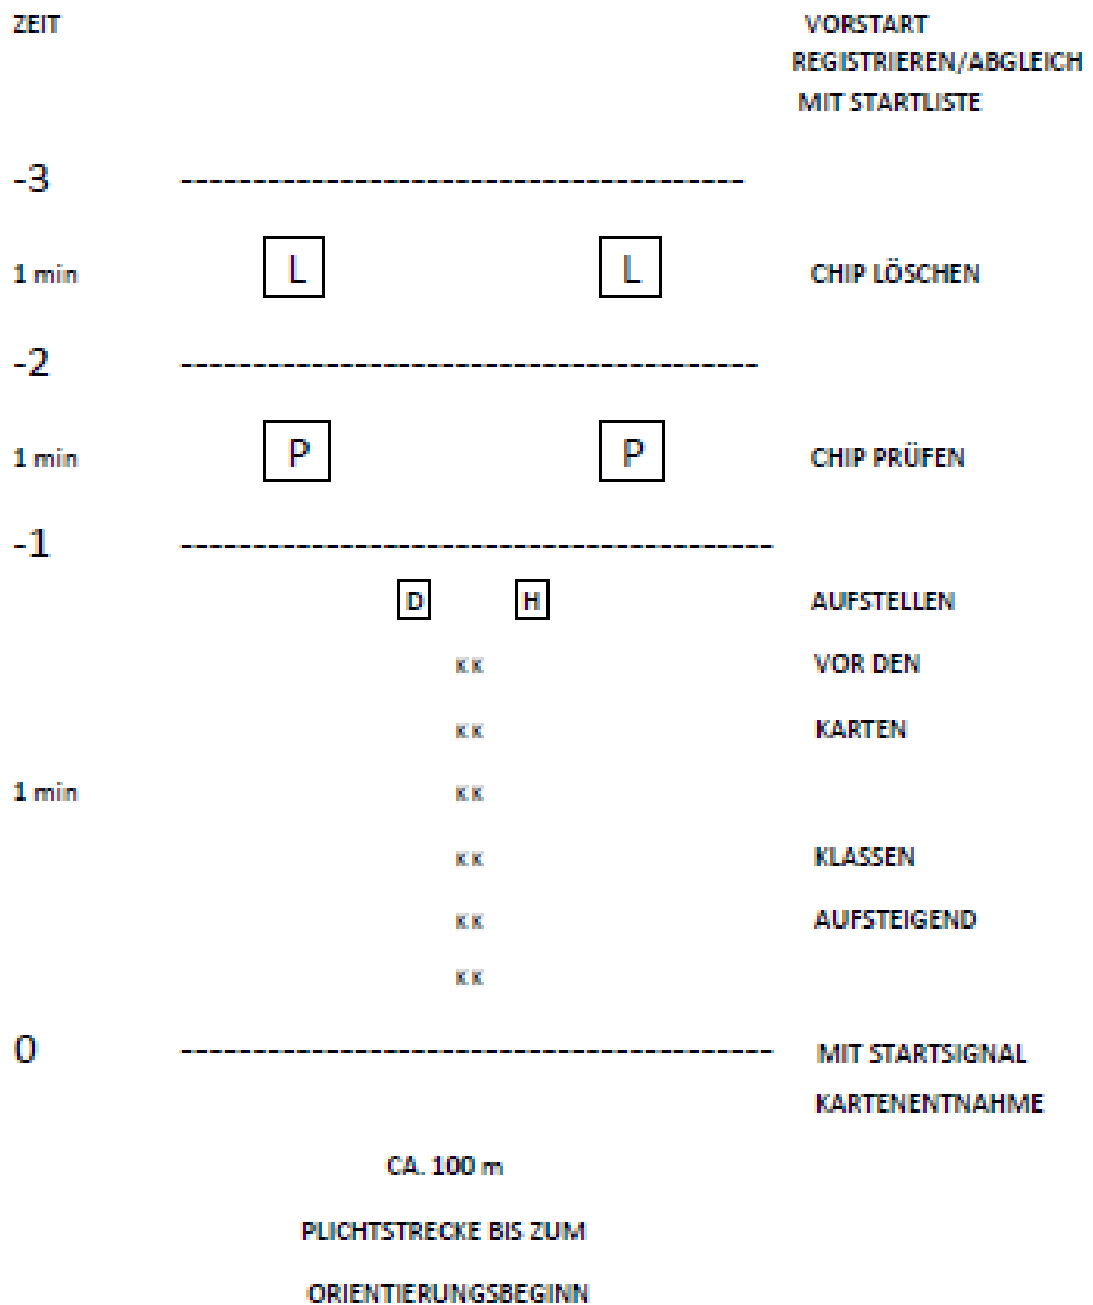 ZEIT VORSTART
REGISTRIEREN/ABGLEICH
MIT STARTLISTE
-3 ---------------------------------------
1 min L L CHIP LÖSCHEN
-2 ----------------------------------------
1 min P P CHIP PRÜFEN
-1 -----------------------------------------
D H AUFSTELLEN
K K VOR DEN
K K KARTEN
1 min K K
K K KLASSEN
K K AUFSTEIGEND
K K
0 ----------------------------------------- MIT STARTSIGNAL
KARTENENTNAHME
CA. 100 m
PLICHTSTRECKE BIS ZUM
ORIENTIERUNGSBEGINN